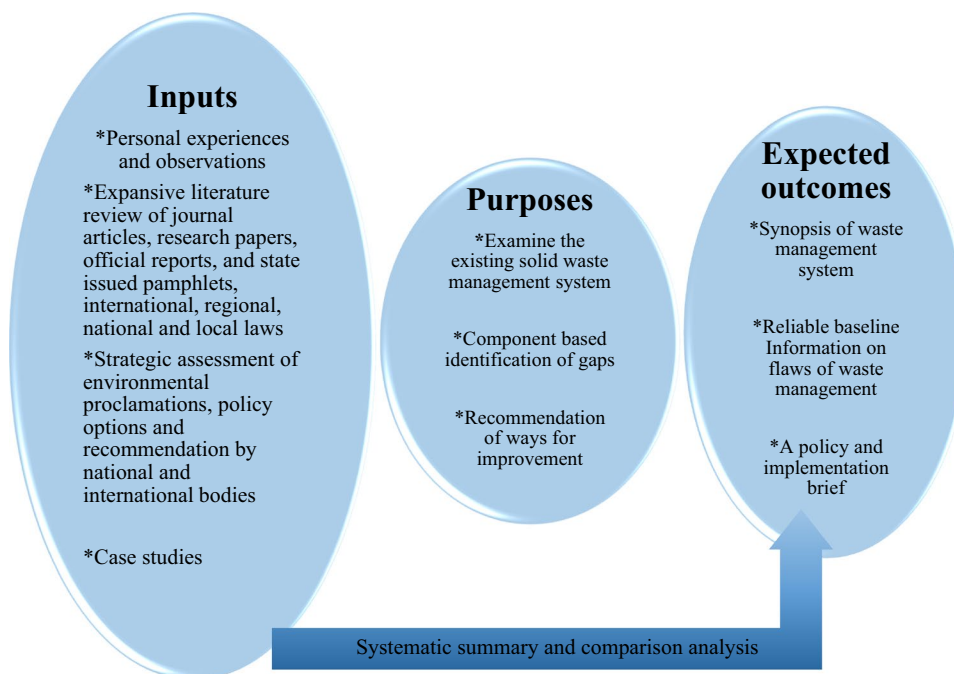 Inputs
*Personal experiences
and observations
*Expansive literature
review of journal
articles, research papers,
official reports, and state
issued pamphlets,
international, regional,
national and local laws
*Strategic assessment of
environmental
proclamations, policy
options and
recommendation by
national and
international bodies
*Case studies
Purposes
*Examine the
existing solid waste
management system
*Component based
identification of gaps
*Recommendation
of ways for
improvement
Expected
outcomes
*Synopsis of waste
management
system
*Reliable baseline
Information on
flaws of waste
management
*A policy and
implementation
brief
Systematic summary and comparison analysis